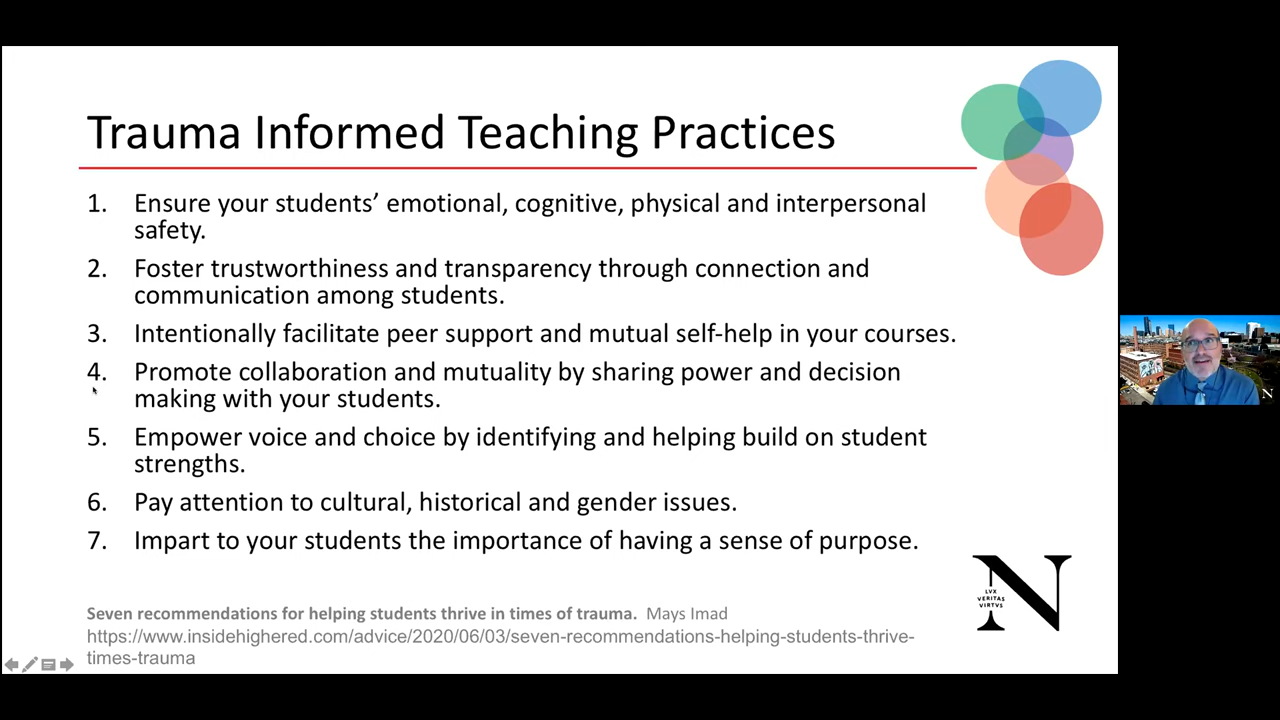 Trauma Informed Teaching Practices
1. Ensure your students’ emotional, cognitive, physical and interpersonal
safety.
2. Foster trustworthiness and transparency through connection and
communication among students.
3. Intentionally facilitate peer support and mutual self-help in your courses.
4. Promote collaboration and mutuality by sharing power and decision
making with your students.
5. Empower voice and choice by identifying and helping build on student
strengths.
6. Pay attention to cultural, historical and gender issues.
7. Impart to your students the importance of having a sense of purpose.
Seven recommendations for helping students thrive in times of trauma. Mays Imad
https://www.insidehighered.com/advice/2020/06/03/seven-recommendations-helping-students-thrive-
times-trauma
N
LVX
VERITAS
VIRTVS
N